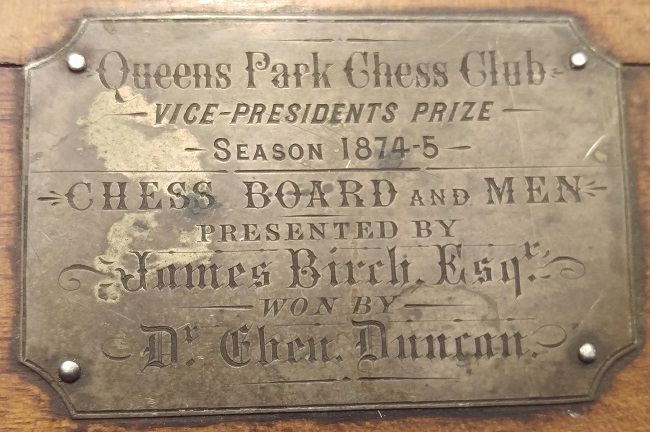 Queens Park Chess Club
VICE-PRESIDENTS PRIZE
SEASON 1874-5
CHESS BOARD AND MEN
PRESENTED BY
James Birch, Esqr.
WON BY
Dr. Eben. Duncan.